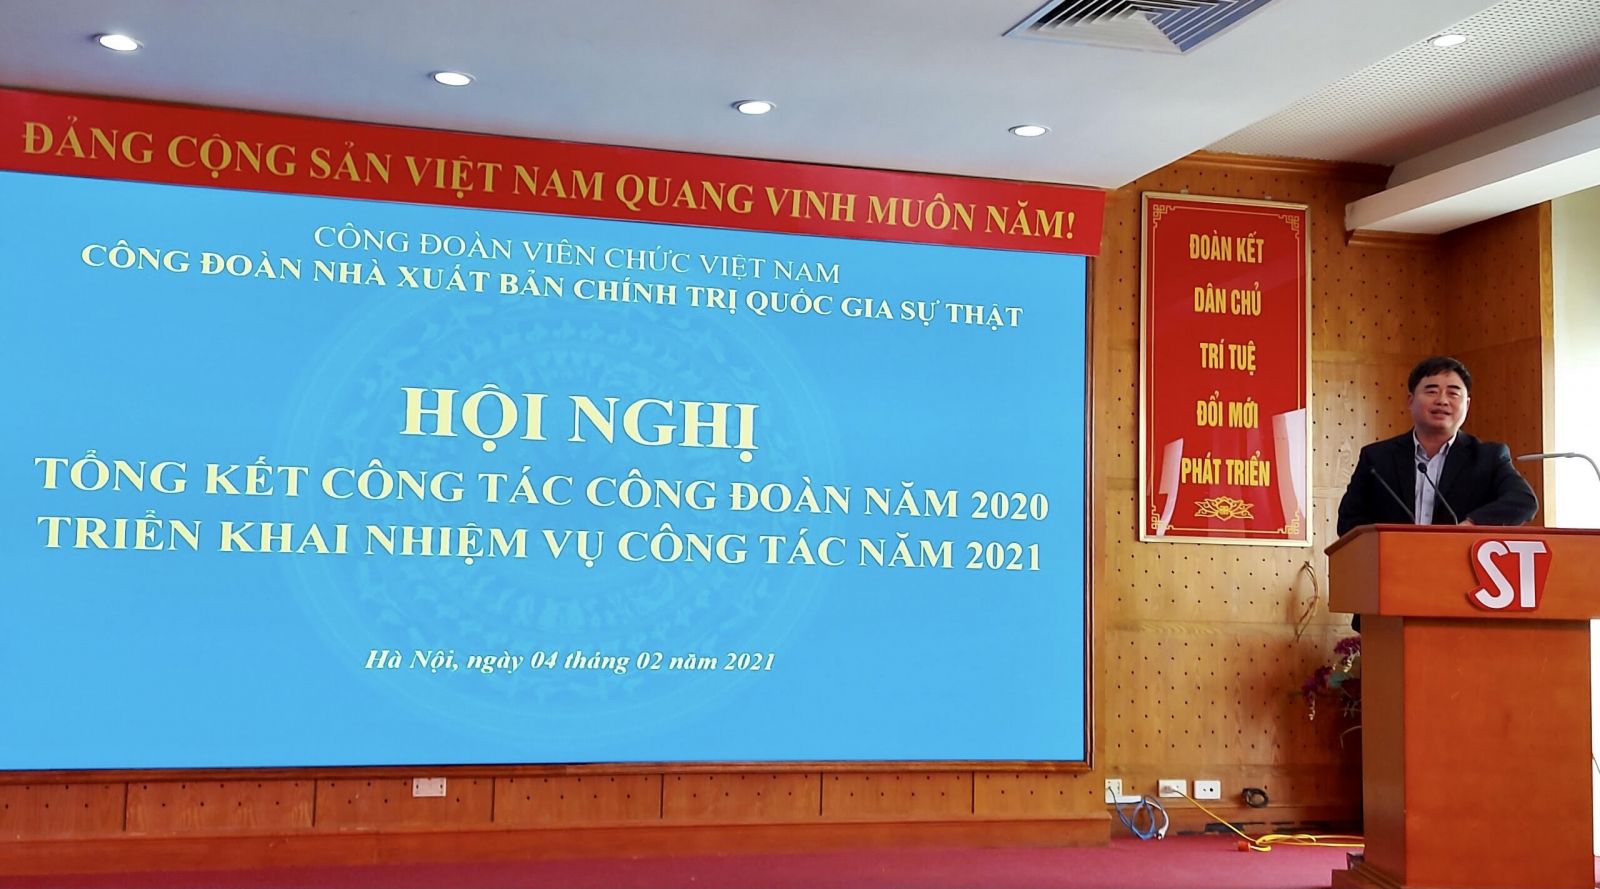 ĐẢNG CỘNG SẢN VIỆT NAM QUANG VINH MUÔN NĂM!
CÔNG ĐOÀN VIÊN CHỨC VIỆT NAM
CÔNG ĐOÀN NHÀ XUẤT BẢN CHÍNH TRỊ QUỐC GIA SỰ THẬT
HỘI NGHỊ
TỔNG KẾT CÔNG TÁC CÔNG ĐOÀN NĂM 2020
TRIỂN KHAI NHIỆM VỤ CÔNG TÁC NĂM 2021
Hà Nội, ngày 04 tháng 02 năm 2021
ĐOÀN KẾT
DÂN CHỦ
TRÍ TUỆ
ĐỔI MỚI
PHÁT TRIỂN
ST